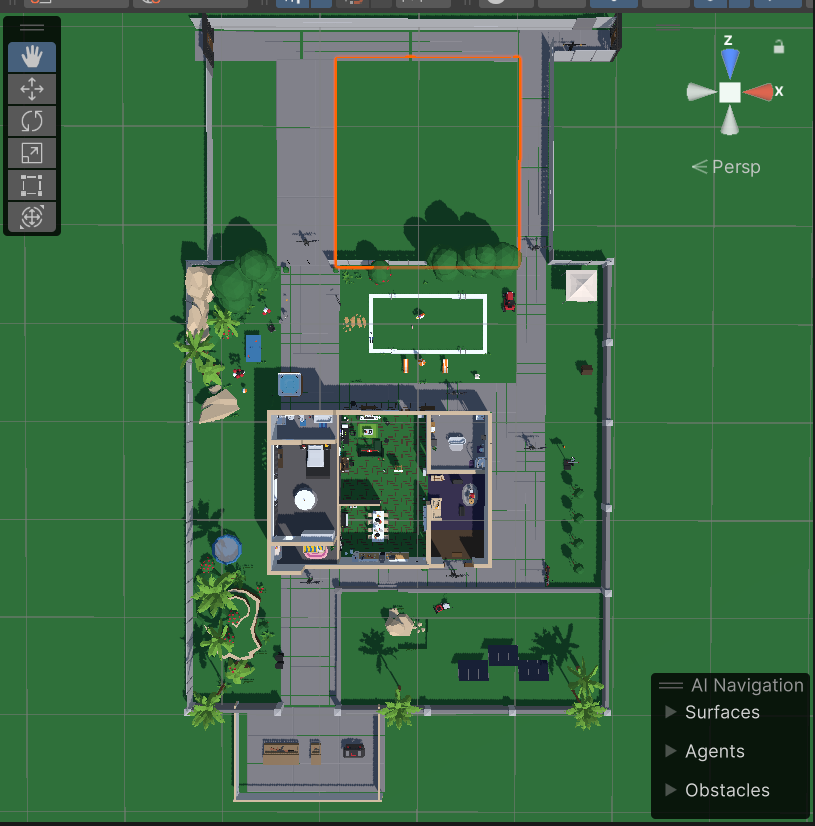 Z
X
Persp
AI Navigation
Surfaces
Agents
Obstacles